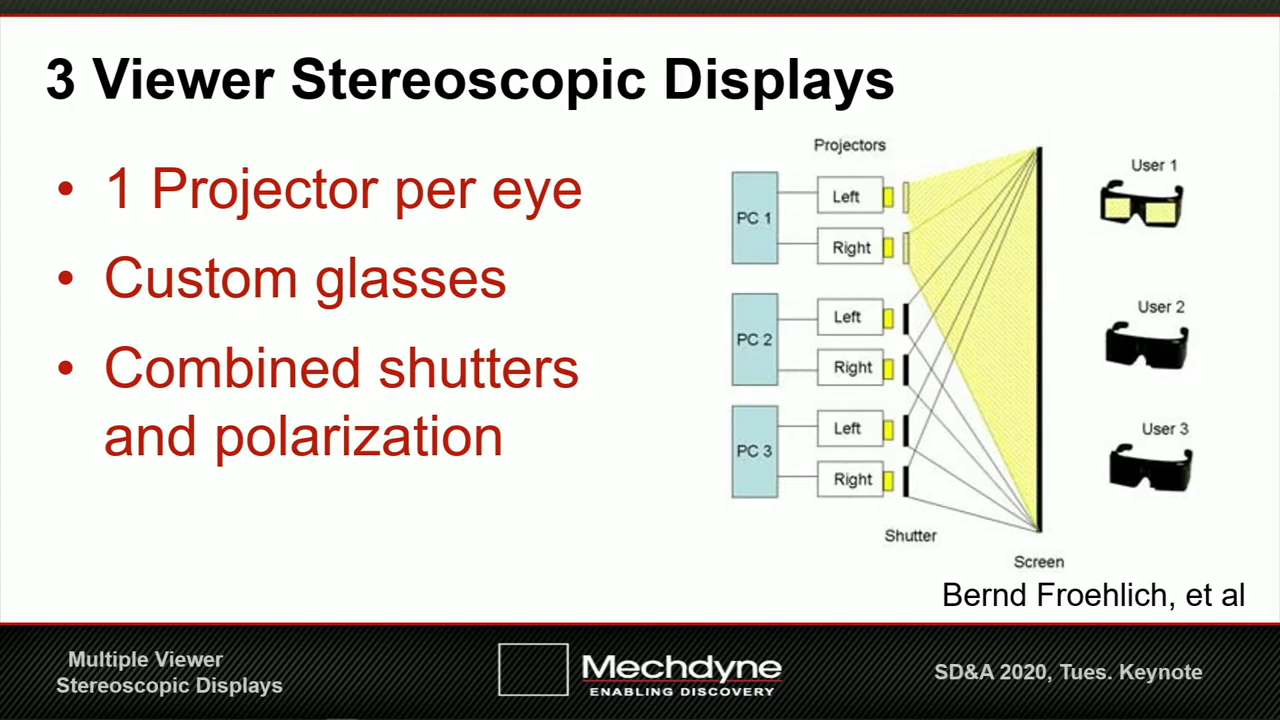 3 Viewer Stereoscopic Displays
• 1 Projector per eye
• Custom glasses
• Combined shutters
and polarization
Projectors
PC 1
Left
Right
PC 2
Left
Right
PC 3
Left
Right
Shutter
Screen
User 1
User 2
User 3
Bernd Froehlich, et al
Multiple Viewer
Stereoscopic Displays
Mechdyne
ENABLING DISCOVERY
SD&A 2020, Tues. Keynote